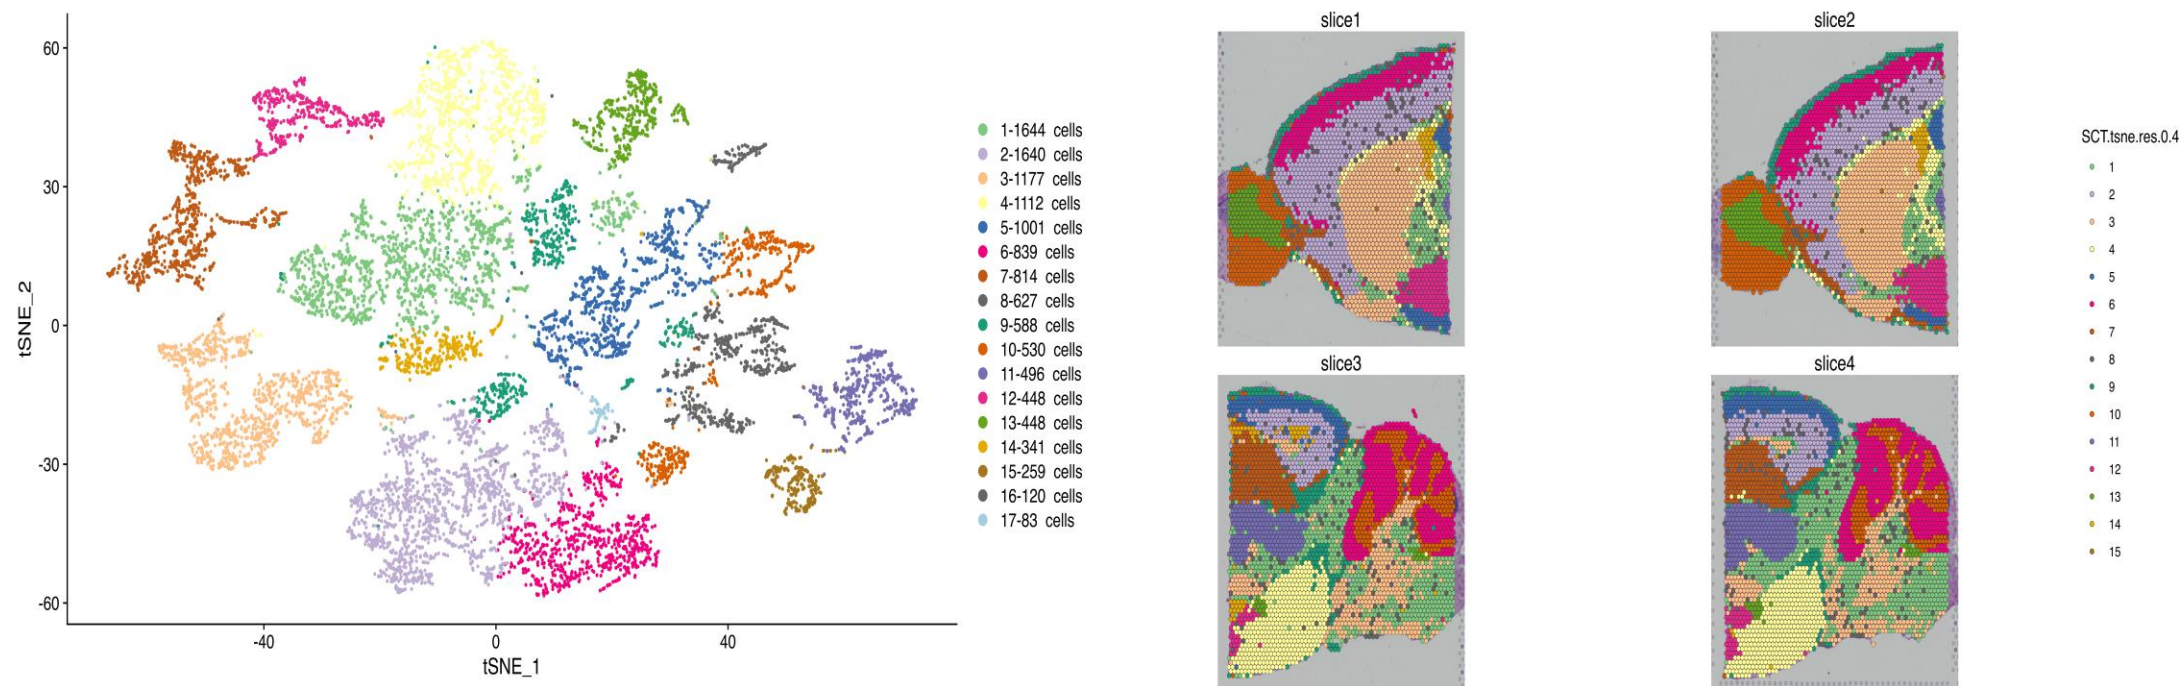 60
30
0
-30
-60
tSNE_2
-40
0
40
tSNE_1
1-1644 cells
2-1640 cells
3-1177 cells
4-1112 cells
5-1001 cells
6-839 cells
7-814 cells
8-627 cells
9-588 cells
10-530 cells
11-496 cells
12-448 cells
13-448 cells
14-341 cells
15-259 cells
16-120 cells
17-83 cells
slice1
slice2
slice3
slice4
SCT.tsne.res.0.4
1
2
3
4
5
6
7
8
9
10
11
12
13
14
15